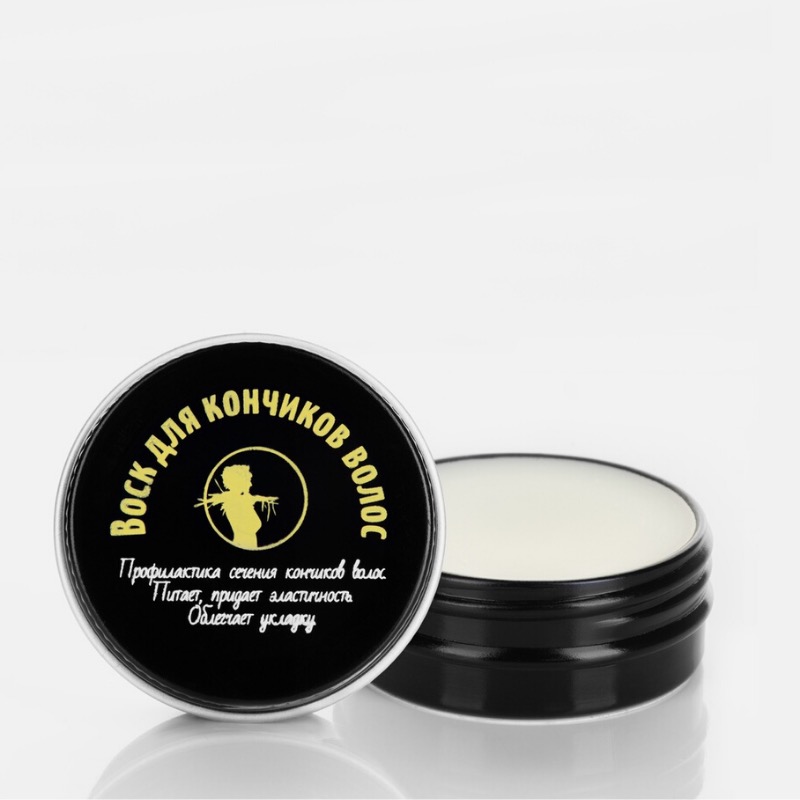 Воск для кончиков волос
Профилактика сечения кончиков волос.
Питает, придает эластичность.
Облегчает укладку.